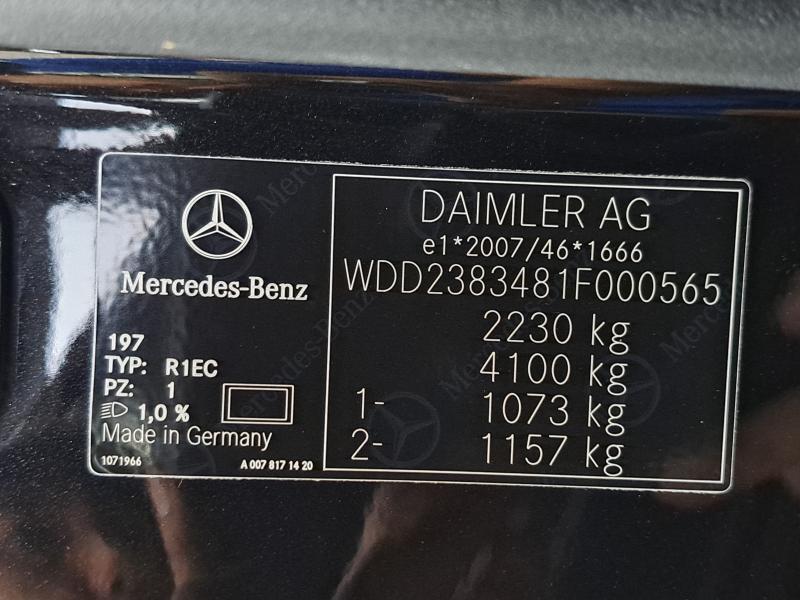 Mercedes-Benz
197
TYP: R1EC
PZ: 1
1,0 %
Made in Germany
1071966
A 007 817 14 20
DAIMLER AG
e1*2007/46*1666
WDD2383481F000565
2230 kg
4100 kg
1- 1073 kg
2- 1157 kg